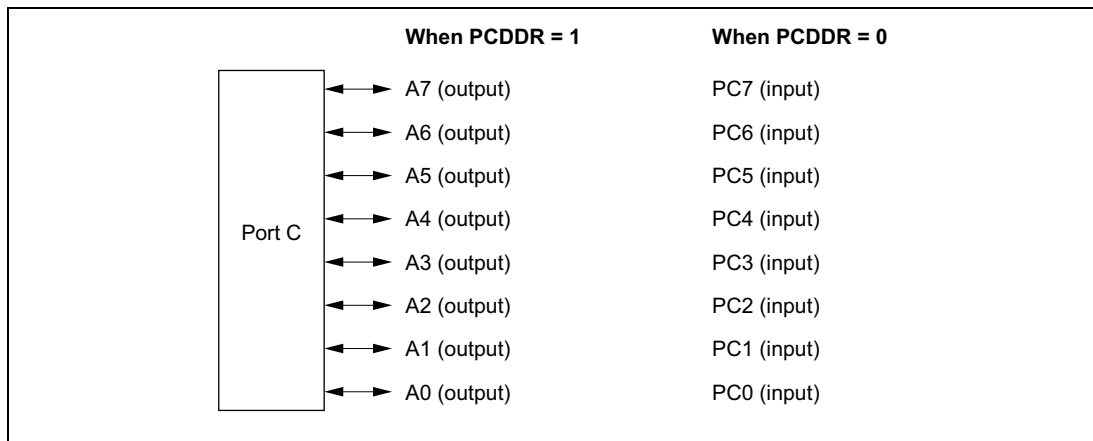 When PCDDR = 1 When PCDDR = 0
A7 (output) PC7 (input)
A6 (output) PC6 (input)
A5 (output) PC5 (input)
A4 (output) PC4 (input)
Port C
A3 (output) PC3 (input)
A2 (output) PC2 (input)
A1 (output) PC1 (input)
A0 (output) PC0 (input)